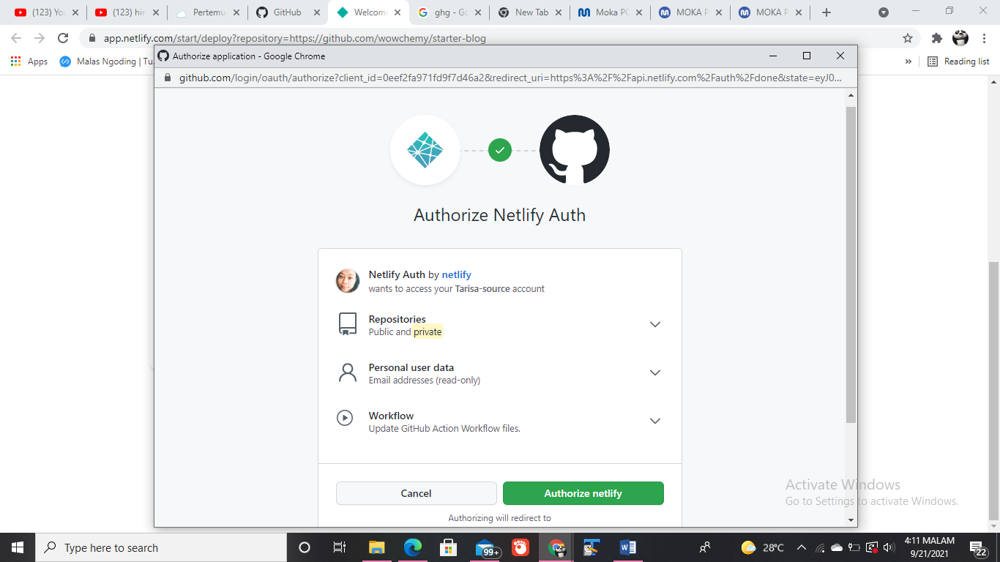 (123) Yo
(123) hin
Pertemu
GitHub
Welcome
ghg - Go
New Tab
Moka PO
MOKA P
MOKA P
app.netlify.com/start/deploy?repository=https://github.com/wowchemy/starter-blog
Apps
Malas Ngoding | Tu
»
Reading list
Authorize application - Google Chrome
github.com/login/oauth/authorize?client_id=0eef2fa971fd9f7d46a2&redirect_uri=https%3A%2F%2Fapi.netlify.com%2Fauth%2Fdone&state=eyJ0...
Authorize Netlify Auth
Netlify Auth by netlify
wants to access your Tarisa-source account
Repositories
Public and private
Personal user data
Email addresses (read-only)
Workflow
Update GitHub Action Workflow files.
Cancel
Authorize netlify
Authorizing will redirect to
Activate Windows
Go to Settings to activate Windows.
Type here to search
99+
28°C
4:11 MALAM
9/21/2021
22